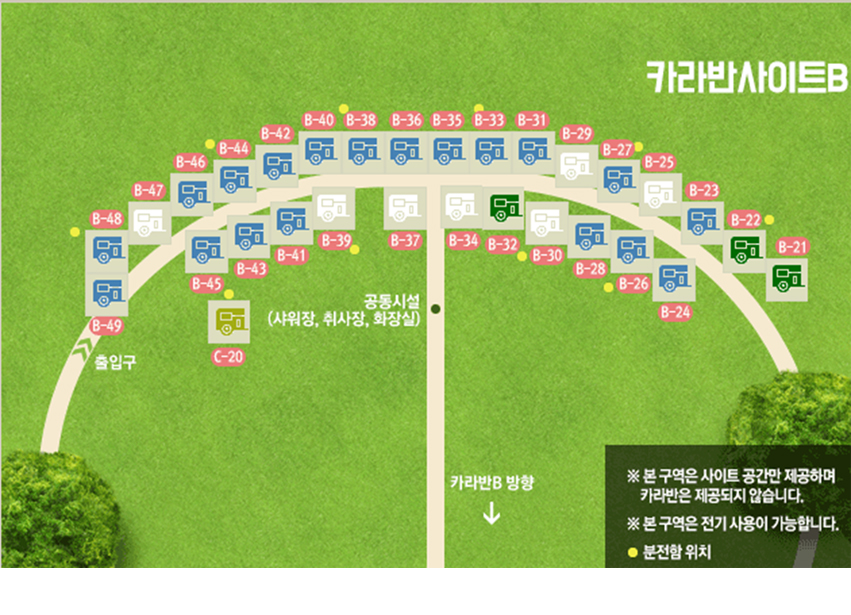 카라반사이트B
B-40
B-38
B-36
B-35
B-33
B-31
B-42
B-29
B-44
B-27
B-46
B-25
B-47
B-23
B-48
B-22
B-21
B-39
B-37
B-34
B-32
B-41
B-30
B-43
B-28
B-45
B-26
B-24
B-49
C-20
공동시설
(샤워장, 취사장, 화장실)
출입구
카라반B 방향
※ 본 구역은 사이트 공간만 제공하며
카라반은 제공되지 않습니다.
※ 본 구역은 전기 사용이 가능합니다.
분전함 위치